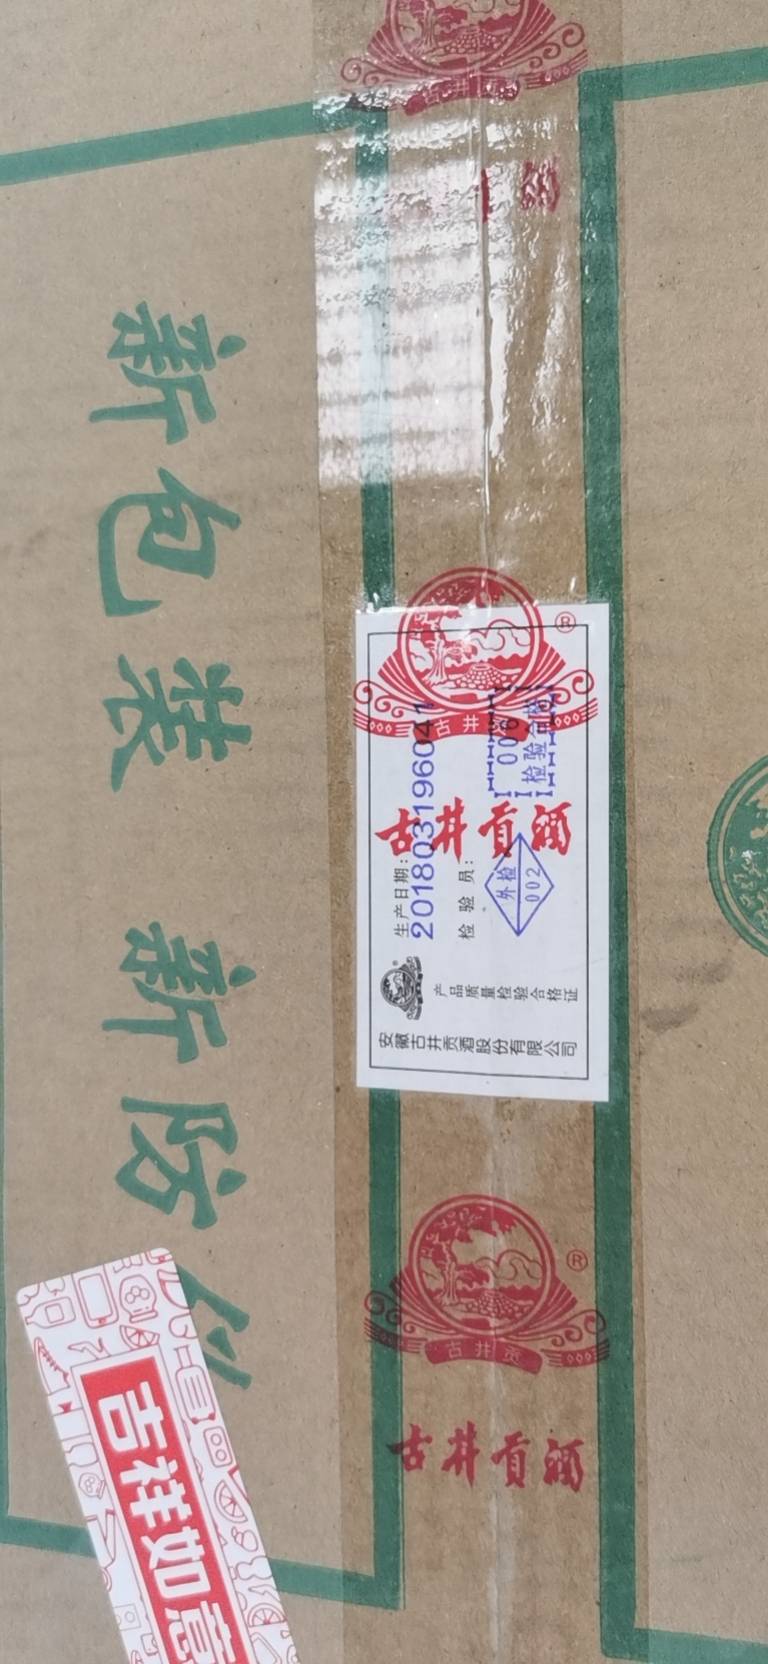 新包装 新防伪
古井贡
古井贡酒
安徽古井贡酒股份有限公司
产品质量检验合格证
生产日期:
20180319604
检验员:
外检
002
检验合格
古井贡
古井贡酒
吉祥如意